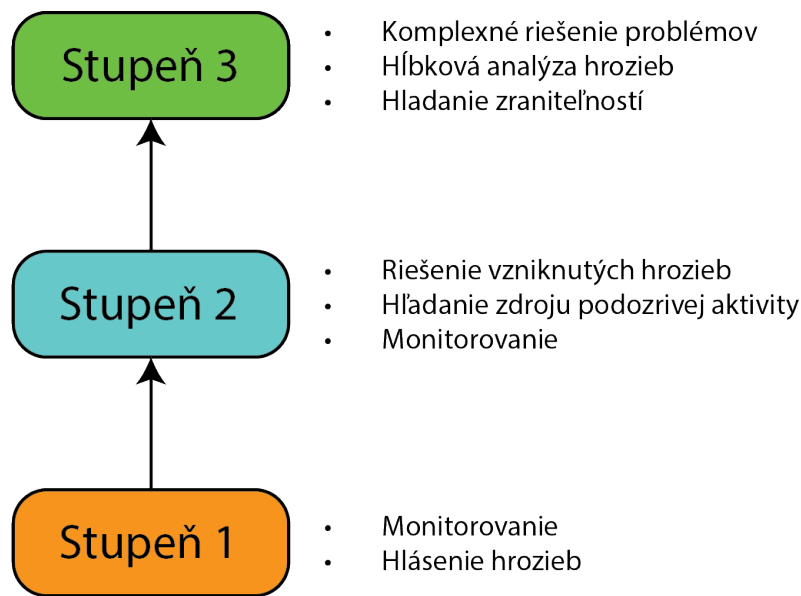 Stupeň 3
• Komplexné riešenie problémov
• Hĺbková analýza hrozieb
• Hladanie zraniteľností
Stupeň 2
• Riešenie vzniknutých hrozieb
• Hľadanie zdroju podozrivej aktivity
• Monitorovanie
Stupeň 1
• Monitorovanie
• Hlásenie hrozieb